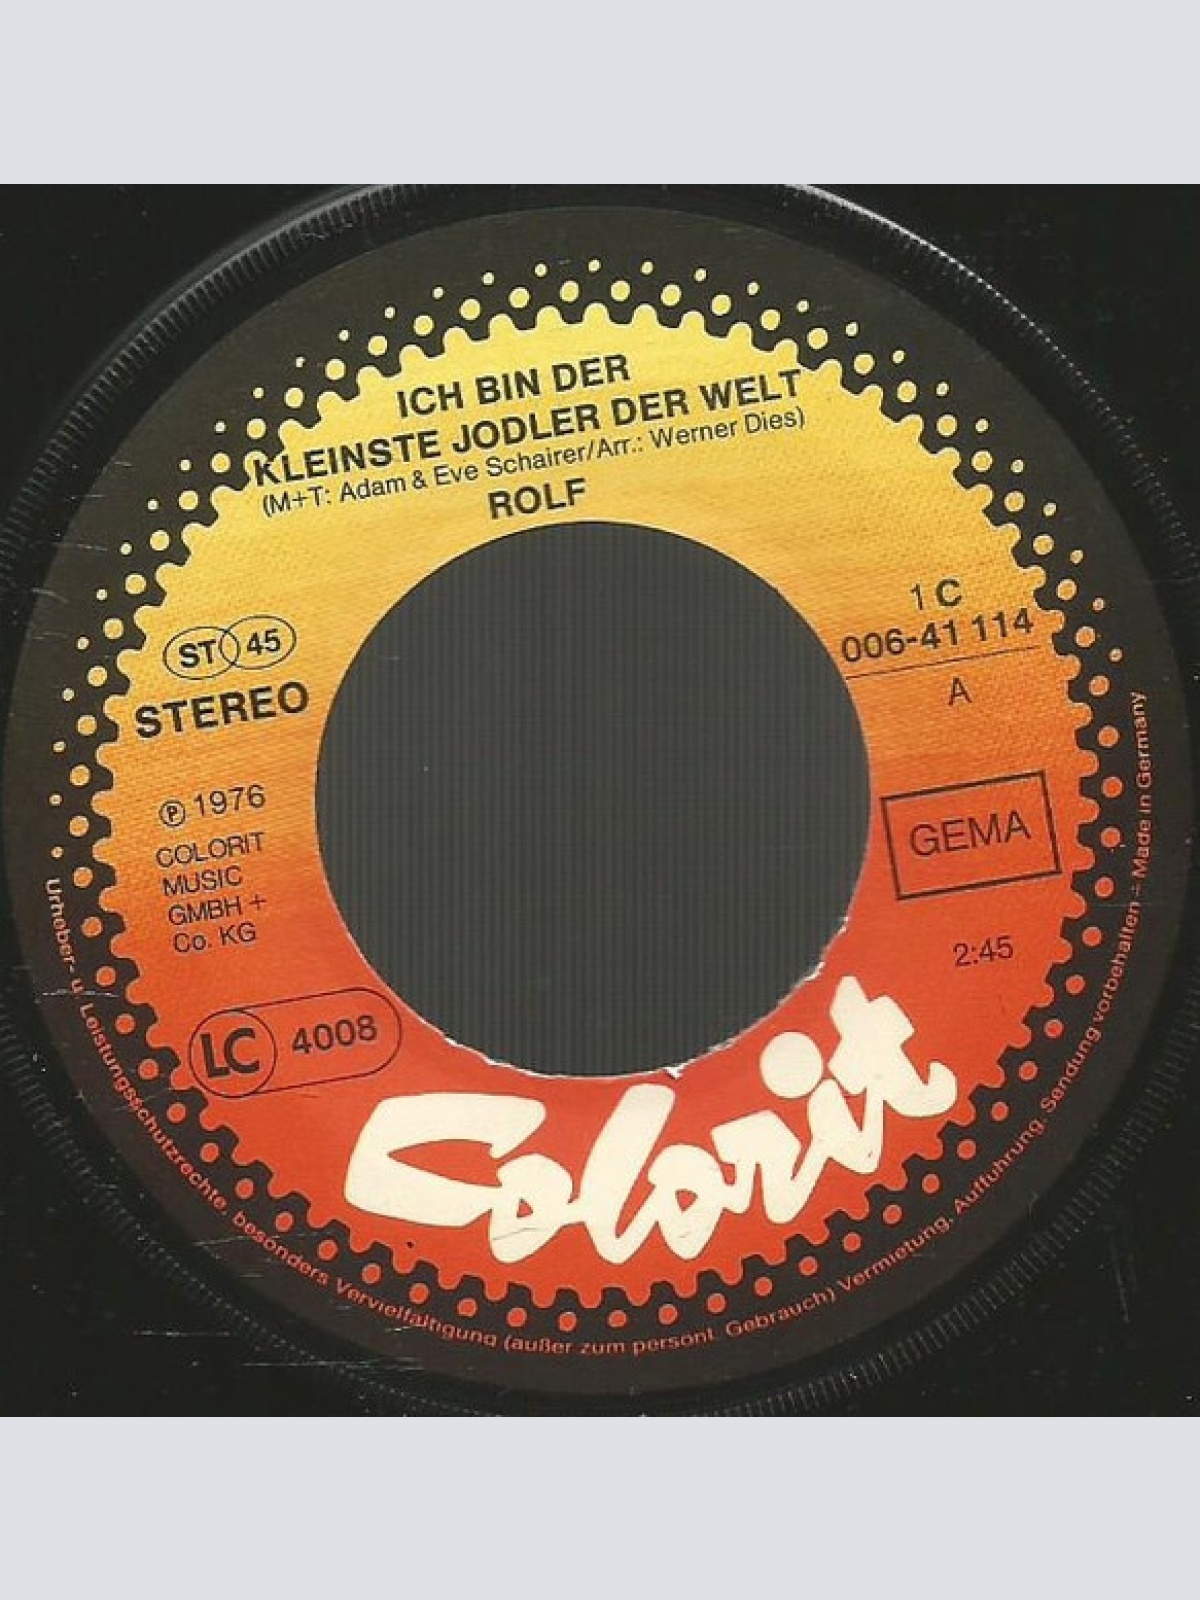 ICH BIN DER
KLEINSTE JODLER DER WELT
(M+T: Adam & Eve Schairer/Arr.: Werner Dies)
ROLF
ST 45
STEREO
1 C
006-41 114
A
℗ 1976
COLORIT
MUSIC
GMBH +
Co. KG
GEMA
2:45
LC 4008
Colorit
Urheber- u. Leistungsschutzrechte, besonders Vervielfältigung (außer zum persönl. Gebrauch) Vermietung, Aufführung, Sendung vorbehalten ÷ Made in Germany